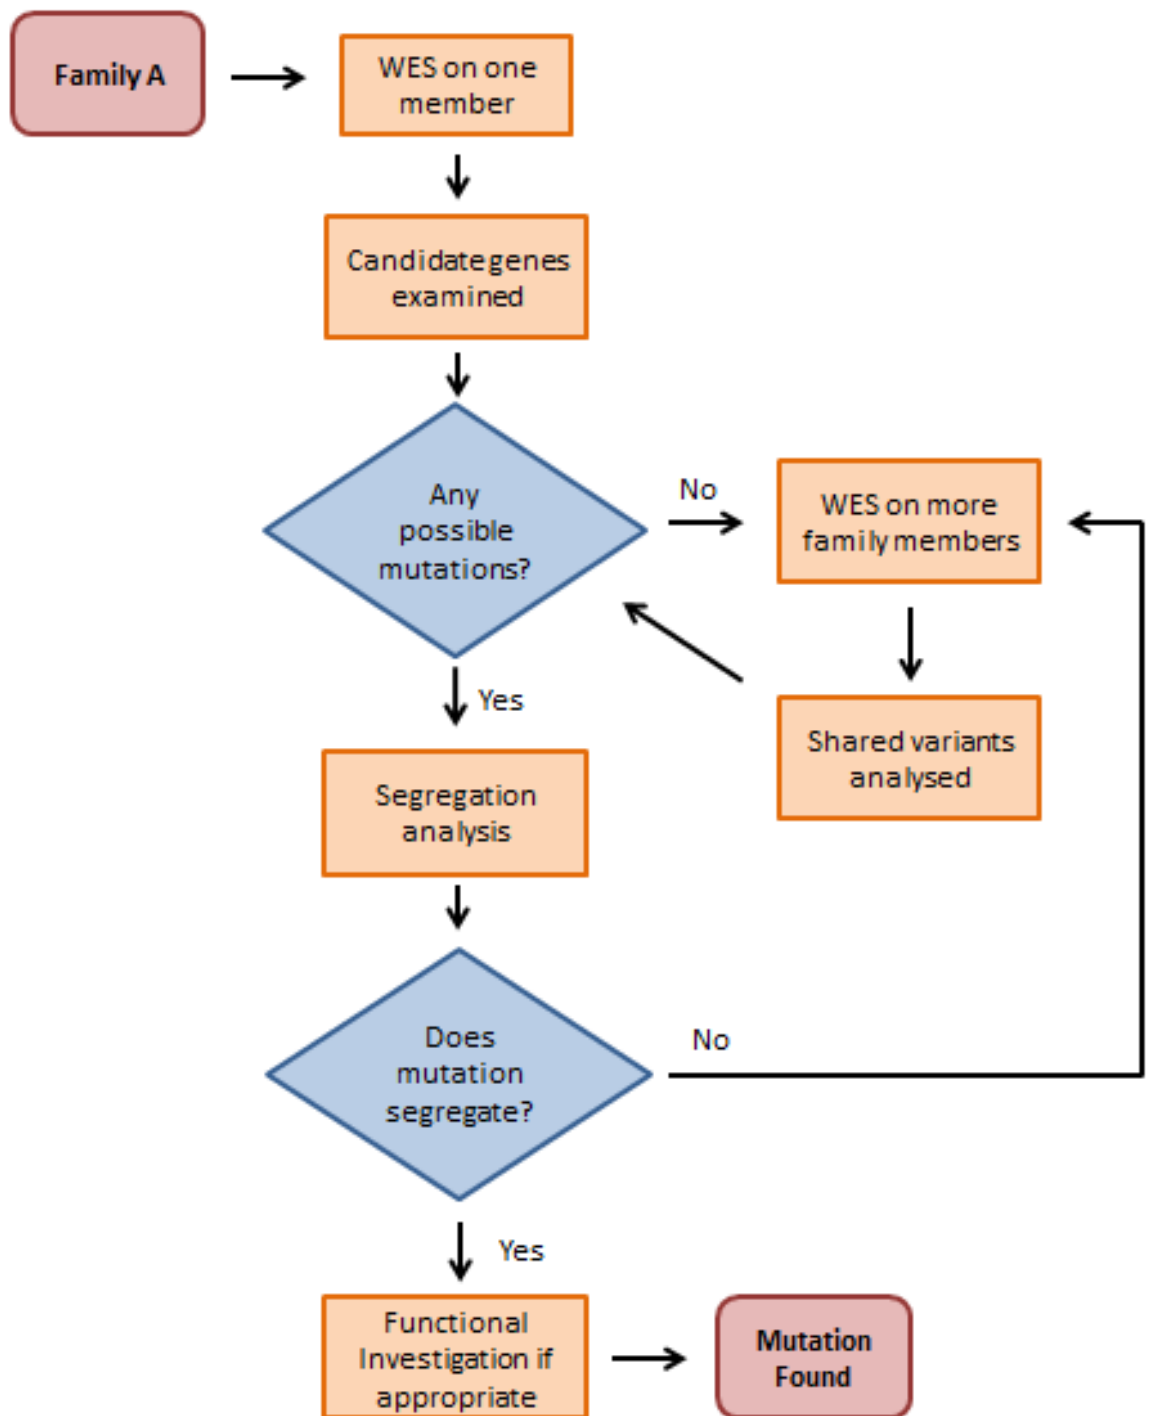 Family A
WES on one
member
Candidate genes
examined
Any
possible
mutations?
No
WES on more
family members
Shared variants
analysed
Yes
Segregation
analysis
Does
mutation
segregate?
No
Yes
Functional
Investigation if
appropriate
Mutation
Found